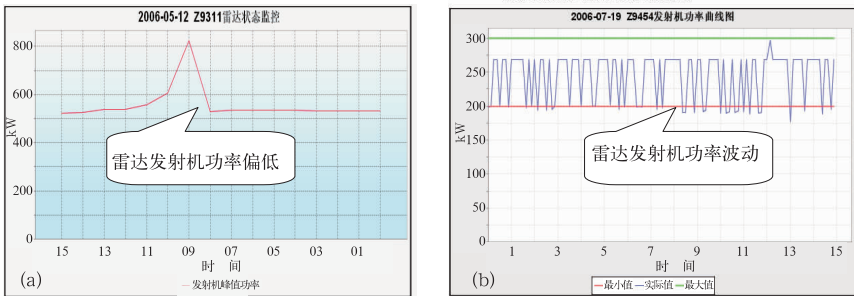 2006-05-12 Z9311雷达状态监控
800
600
400
200
0
kW
雷达发射机功率偏低
15 13 11 09 07 05 03 01
时 间
(a)
发射机峰值功率
2006-07-19 Z9454发射机功率曲线图
300
250
200
150
100
50
0
kW
雷达发射机功率波动
1 3 5 7 9 11 13 15
时 间
(b)
最小值 实际值 最大值